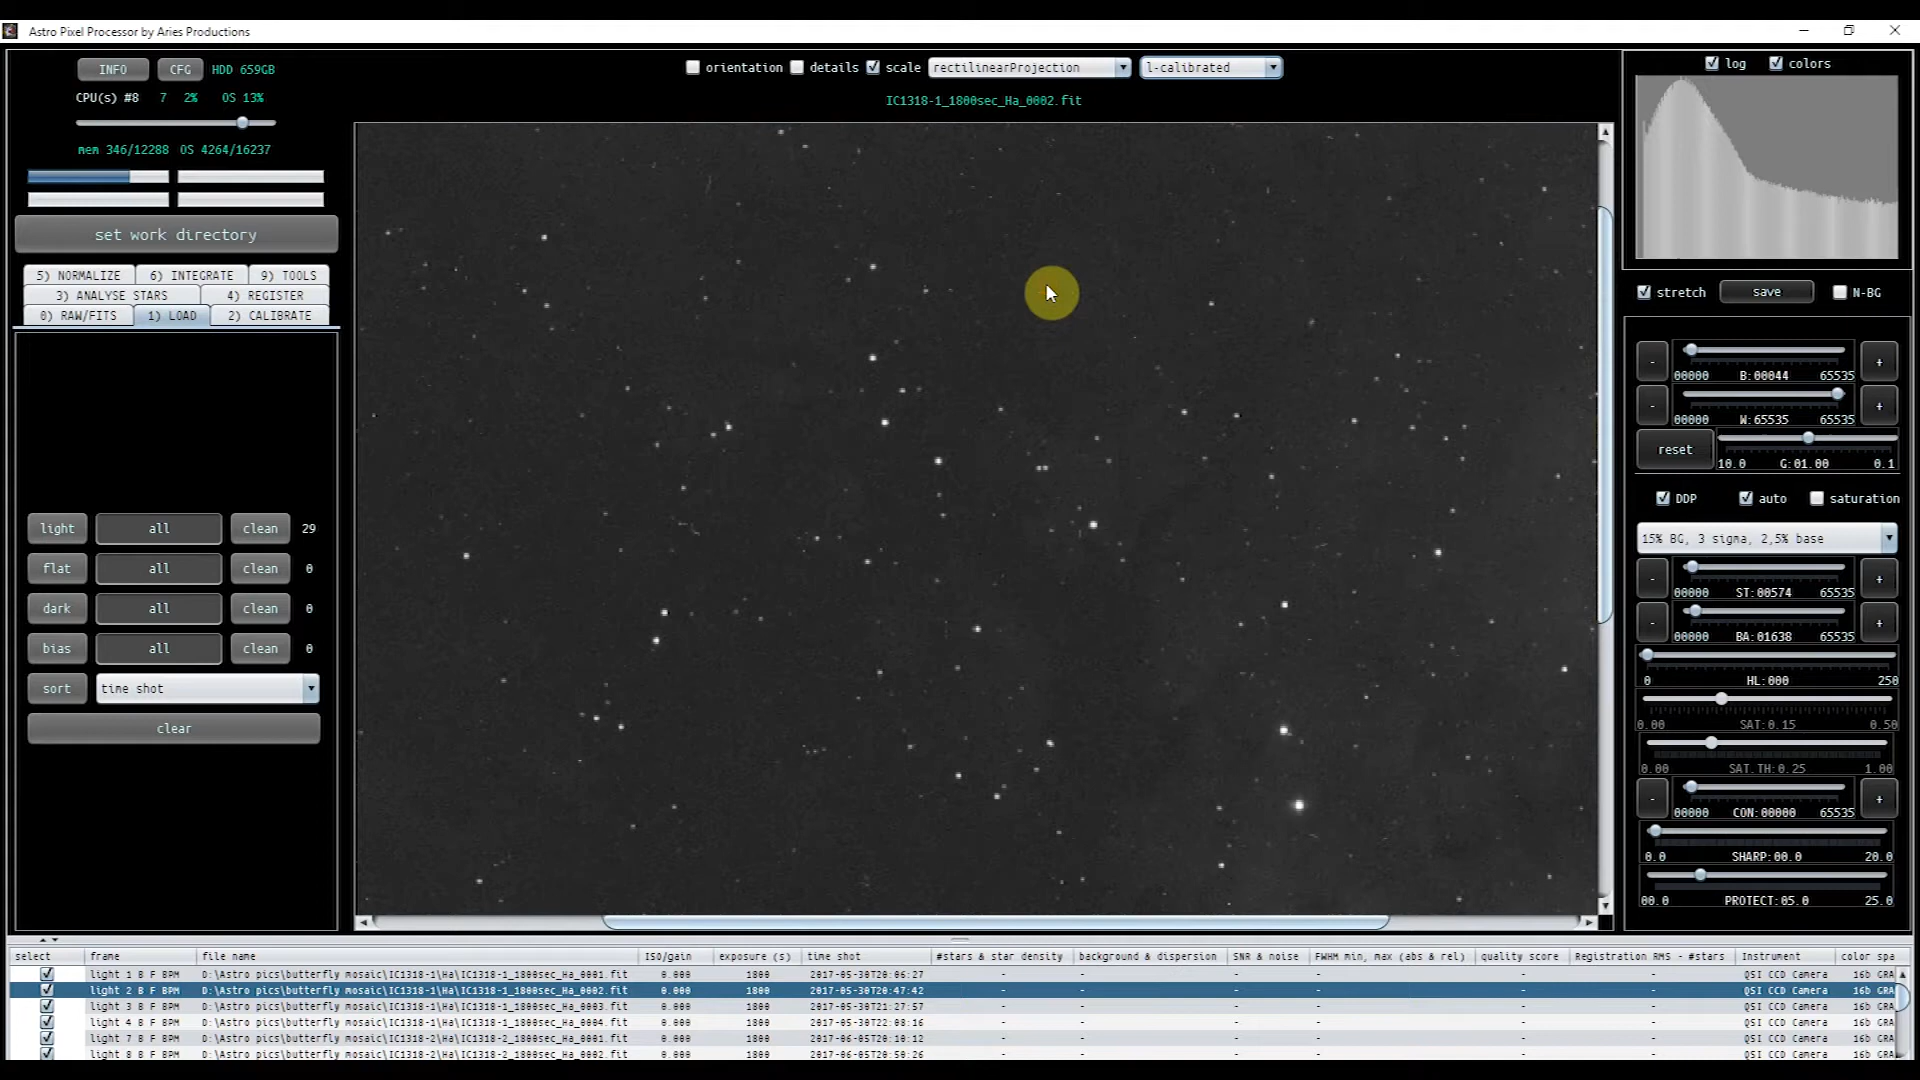 Astro Pixel Processor by Aries Productions
INFO CFG HDD 659GB
CPU(s) #8 7 2% OS 13%
mem 346/12288 OS 4264/16237
set work directory
5) NORMALIZE 6) INTEGRATE 9) TOOLS
3) ANALYSE STARS 4) REGISTER
0) RAW/FITS 1) LOAD 2) CALIBRATE
light all clean 29
flat all clean 0
dark all clean 0
bias all clean 0
sort time shot
clear
orientation details scale rectilinearProjection l-calibrated
IC1318-1_1800sec_Ha_0002.fit
log colors
stretch save N-BG
- +
00000 B:00044 65535
- +
00000 W:65535 65535
reset
10.0 G:01.00 0.1
DDP auto saturation
15% BG, 3 sigma, 2,5% base
- +
00000 ST:00574 65535
- +
00000 BA:01638 65535
0 HL:000 250
0.00 SAT:0.15 0.50
0.00 SAT.TH:0.25 1.00
- +
00000 CON:00000 65535
0.0 SHARP:00.0 20.0
00.0 PROTECT:05.0 25.0
select frame file name ISO/gain exposure (s) time shot #stars & star density background & dispersion SNR & noise FWHM min, max (abs & rel) quality score Registration RMS - #stars Instrument color spa
light 1 B F BPM D:\Astro pics\butterfly mosaic\IC1318-1\Ha\IC1318-1_1800sec_Ha_0001.fit 0.000 1800 2017-05-30T20:06:27 - - - - - - QSI CCD Camera 16b GRA
light 2 B F BPM D:\Astro pics\butterfly mosaic\IC1318-1\Ha\IC1318-1_1800sec_Ha_0002.fit 0.000 1800 2017-05-30T20:47:42 - - - - - - QSI CCD Camera 16b GRA
light 3 B F BPM D:\Astro pics\butterfly mosaic\IC1318-1\Ha\IC1318-1_1800sec_Ha_0003.fit 0.000 1800 2017-05-30T21:27:57 - - - - - - QSI CCD Camera 16b GRA
light 4 B F BPM D:\Astro pics\butterfly mosaic\IC1318-1\Ha\IC1318-1_1800sec_Ha_0004.fit 0.000 1800 2017-05-30T22:08:16 - - - - - - QSI CCD Camera 16b GRA
light 7 B F BPM D:\Astro pics\butterfly mosaic\IC1318-2\Ha\IC1318-2_1800sec_Ha_0001.fit 0.000 1800 2017-06-05T20:10:12 - - - - - - QSI CCD Camera 16b GRA
light 8 B F BPM D:\Astro pics\butterfly mosaic\IC1318-2\Ha\IC1318-2_1800sec_Ha_0002.fit 0.000 1800 2017-06-05T20:50:26 - - - - - - QSI CCD Camera 16b GRA